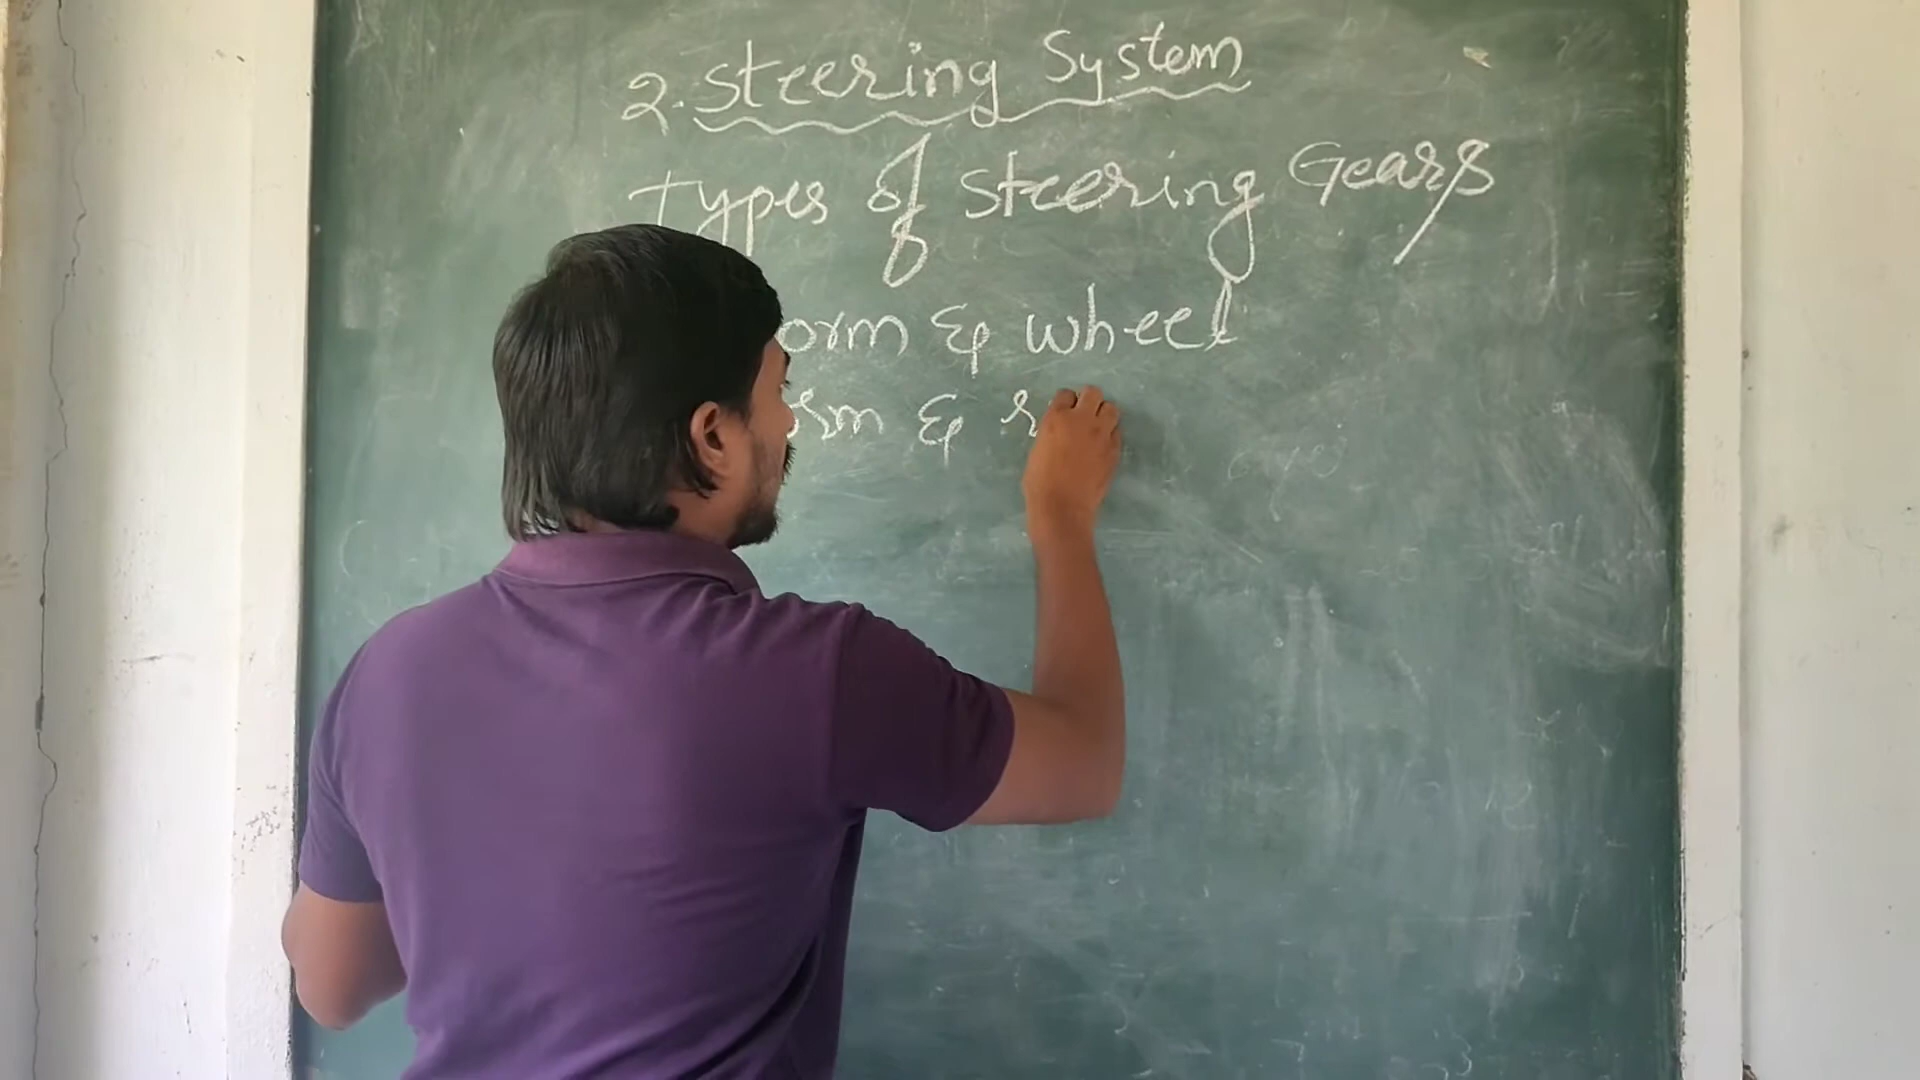 2. Steering System
Types of Steering Gears
orm & wheel
rm & r